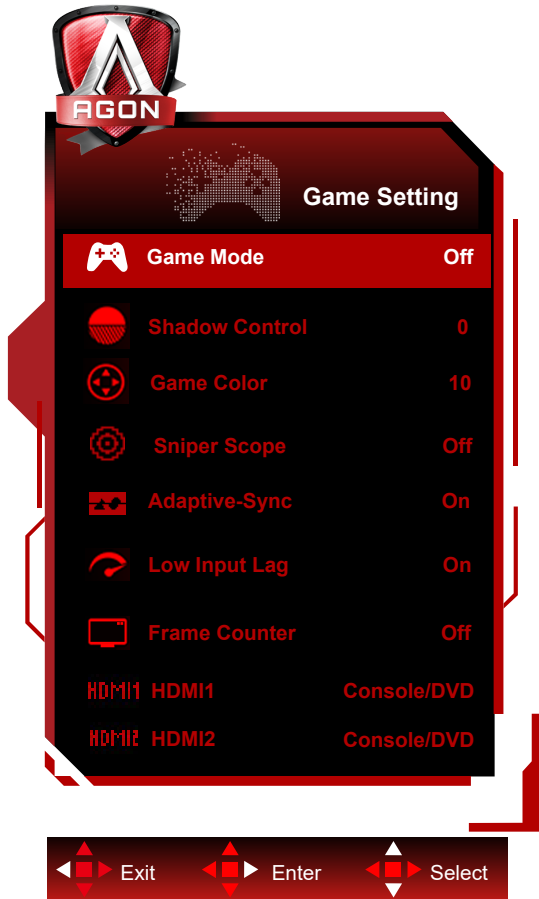 AGON
Game Setting
Game Mode Off
Shadow Control 0
Game Color 10
Sniper Scope Off
Adaptive-Sync On
Low Input Lag On
Frame Counter Off
HDMI1 HDMI1 Console/DVD
HDMI2 HDMI2 Console/DVD
Exit Enter Select